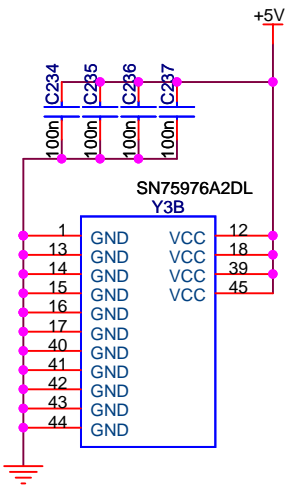 +5V
C234 C235 C236 C237
100n 100n 100n 100n
SN75976A2DL
Y3B
1 GND VCC 12
13 GND VCC 18
14 GND VCC 39
15 GND VCC 45
16 GND
17 GND
40 GND
41 GND
42 GND
43 GND
44 GND